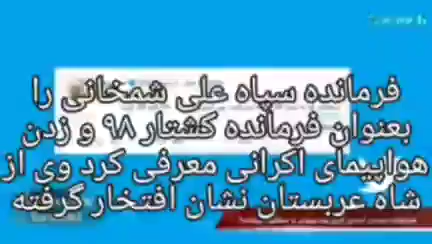 فرمانده سپاه علی شمخانی را
بعنوان فرمانده کشتار ۹۸ و زدن
هواپیمای اکرانی معرفی کرد وی از
شاه عربستان نشان افتخار گرفته